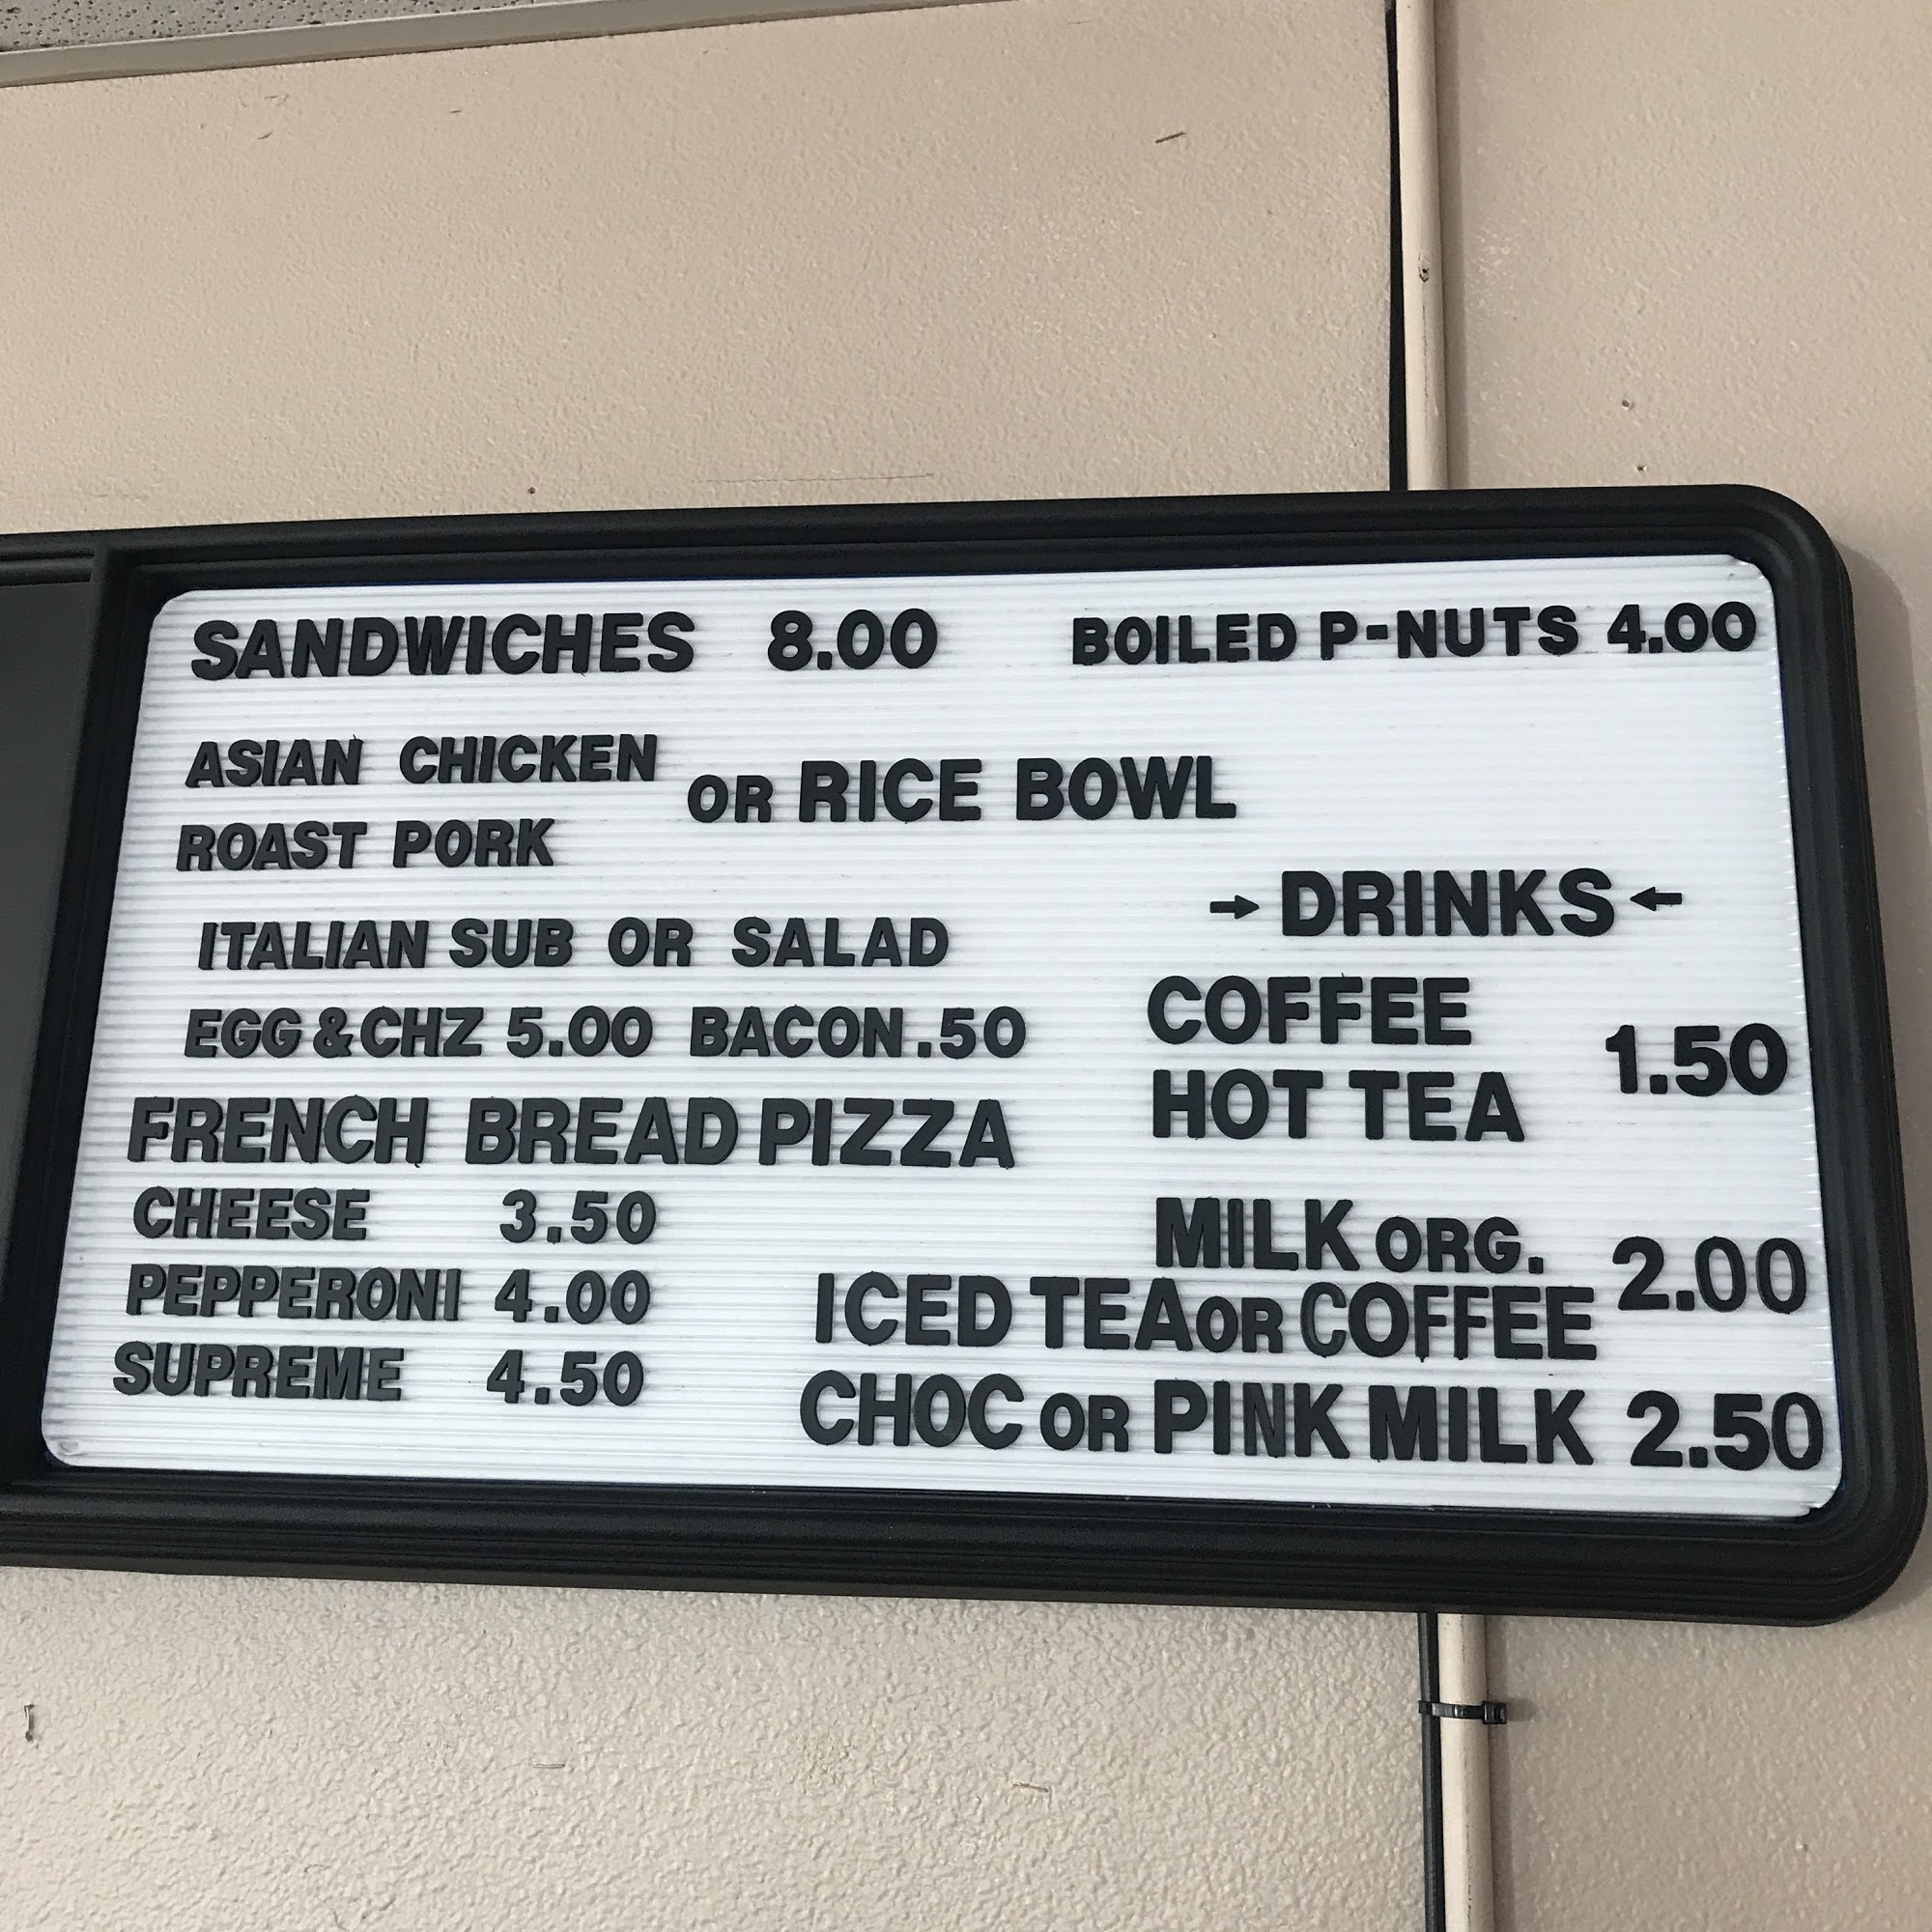 SANDWICHES 8.00
BOILED P-NUTS 4.00
ASIAN CHICKEN
ROAST PORK
OR RICE BOWL
ITALIAN SUB OR SALAD
EGG & CHZ 5.00 BACON .50
FRENCH BREAD PIZZA
CHEESE 3.50
PEPPERONI 4.00
SUPREME 4.50
→ DRINKS ←
COFFEE
HOT TEA
1.50
MILK ORG.
ICED TEA OR COFFEE
2.00
CHOC OR PINK MILK 2.50